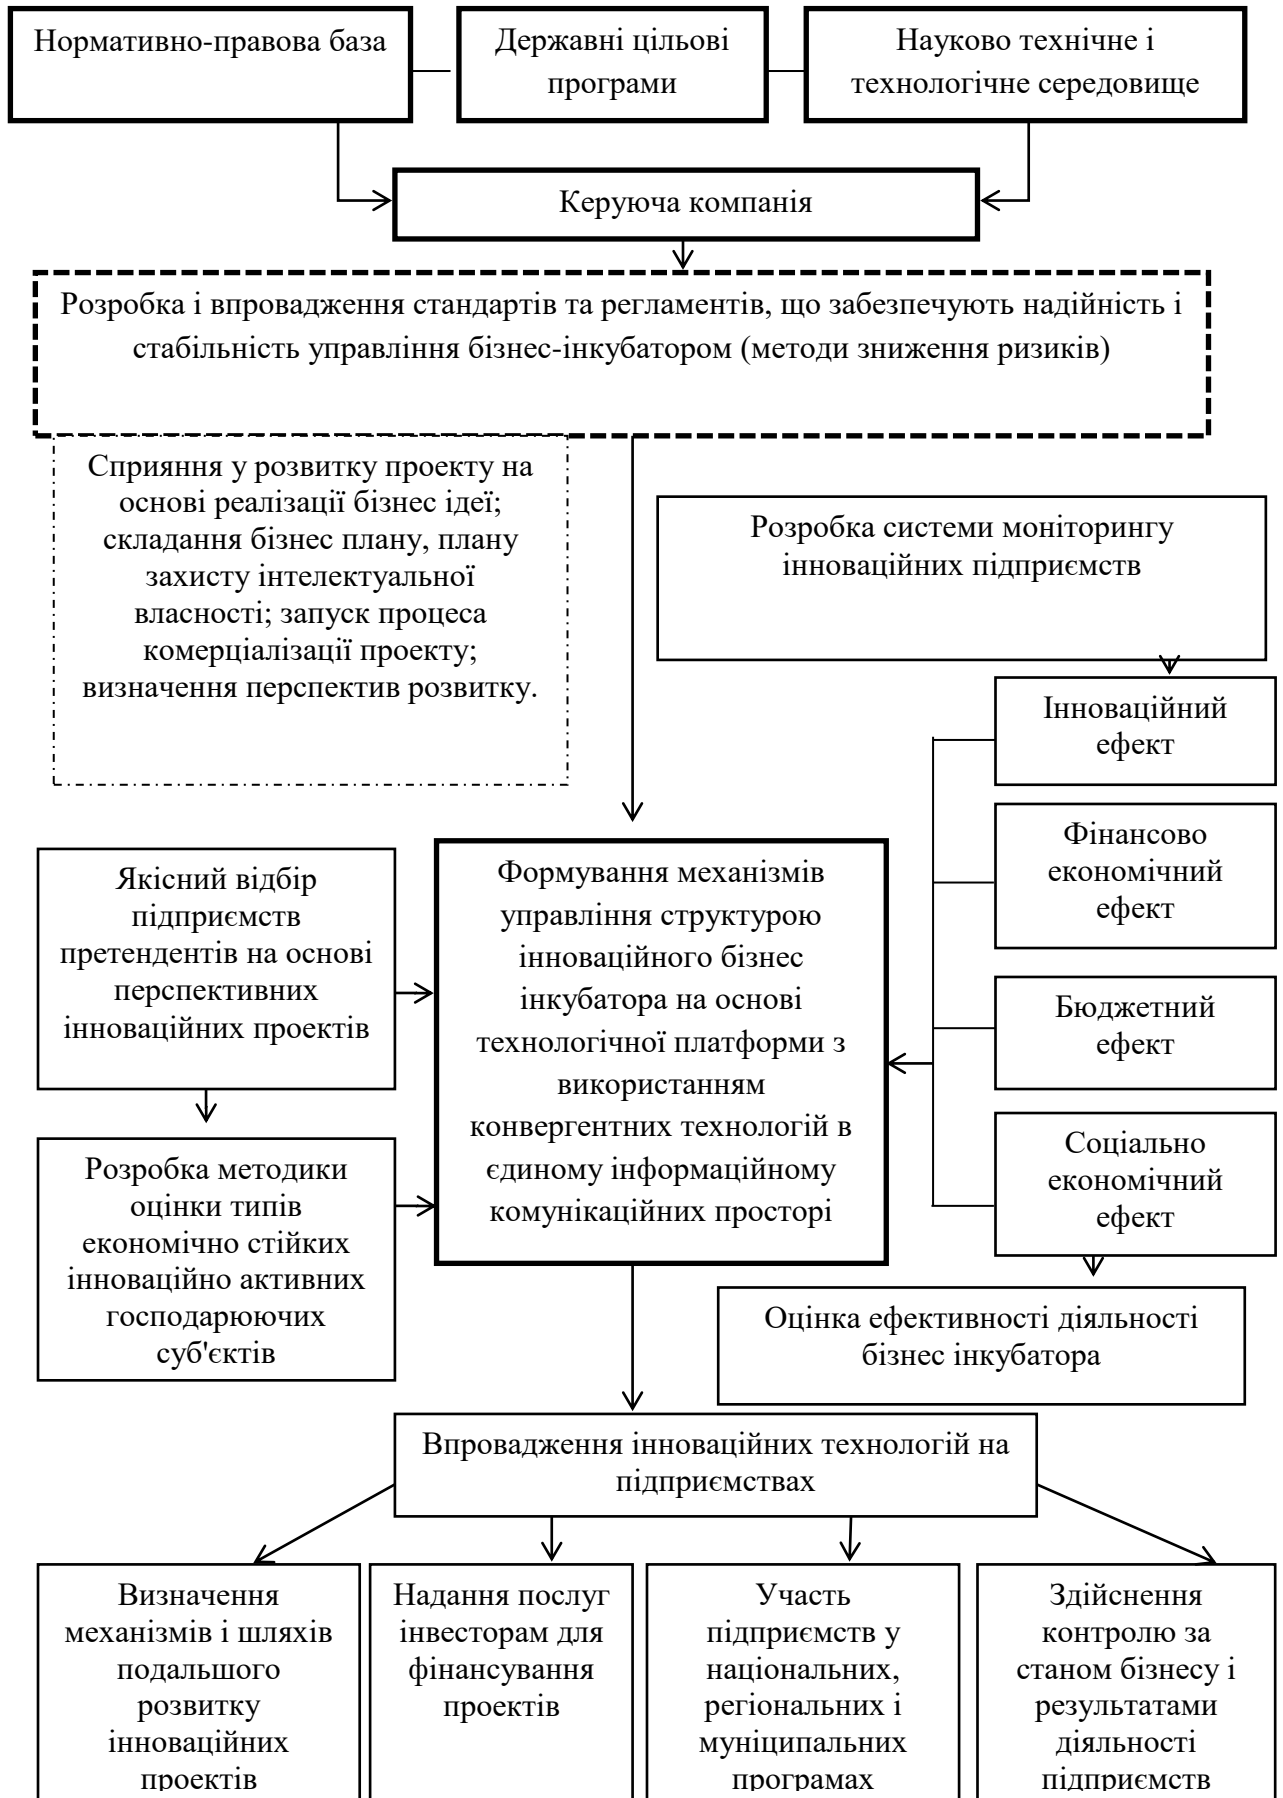 Нормативно-правова база
Державні цільові
програми
Науково технічне і
технологічне середовище
Керуюча компанія
Розробка і впровадження стандартів та регламентів, що забезпечують надійність і
стабільність управління бізнес-інкубатором (методи зниження ризиків)
Сприяння у розвитку проекту на
основі реалізації бізнес ідеї;
складання бізнес плану, плану
захисту інтелектуальної
власності; запуск процеса
комерціалізації проекту;
визначення перспектив розвитку.
Розробка системи моніторингу
інноваційних підприємств
Інноваційний
ефект
Фінансово
економічний
ефект
Бюджетний
ефект
Соціально
економічний
ефект
Якісний відбір
підприємств
претендентів на основі
перспективних
інноваційних проектів
Формування механізмів
управління структурою
інноваційного бізнес
інкубатора на основі
технологічної платформи з
використанням
конвергентних технологій в
єдиному інформаційному
комунікаційних просторі
Розробка методики
оцінки типів
економічно стійких
інноваційно активних
господарюючих
суб'єктів
Оцінка ефективності діяльності
бізнес інкубатора
Впровадження інноваційних технологій на
підприємствах
Визначення
механізмів і шляхів
подальшого
розвитку
інноваційних
проектів
Надання послуг
інвесторам для
фінансування
проектів
Участь
підприємств у
національних,
регіональних і
муніципальних
програмах
Здійснення
контролю за
станом бізнесу і
результатами
діяльності
підприємств